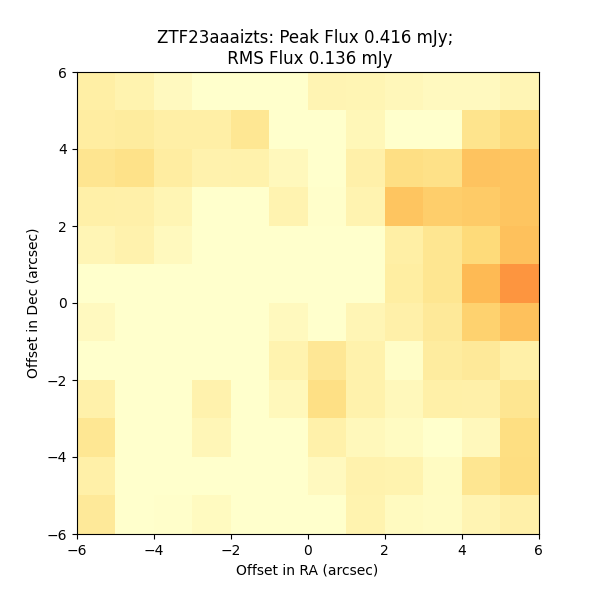 ZTF23aaaizts: Peak Flux 0.416 mJy;
RMS Flux 0.136 mJy
6
4
2
0
−2
−4
−6
Offset in Dec (arcsec)
−6 −4 −2 0 2 4 6
Offset in RA (arcsec)